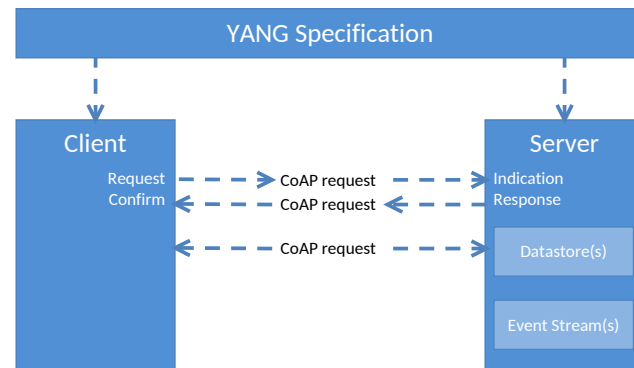 YANG Specification
Client
Server
Request
CoAP request
Indication
Confirm
CoAP request
Response
CoAP request
Datastore(s)
Event Stream(s)